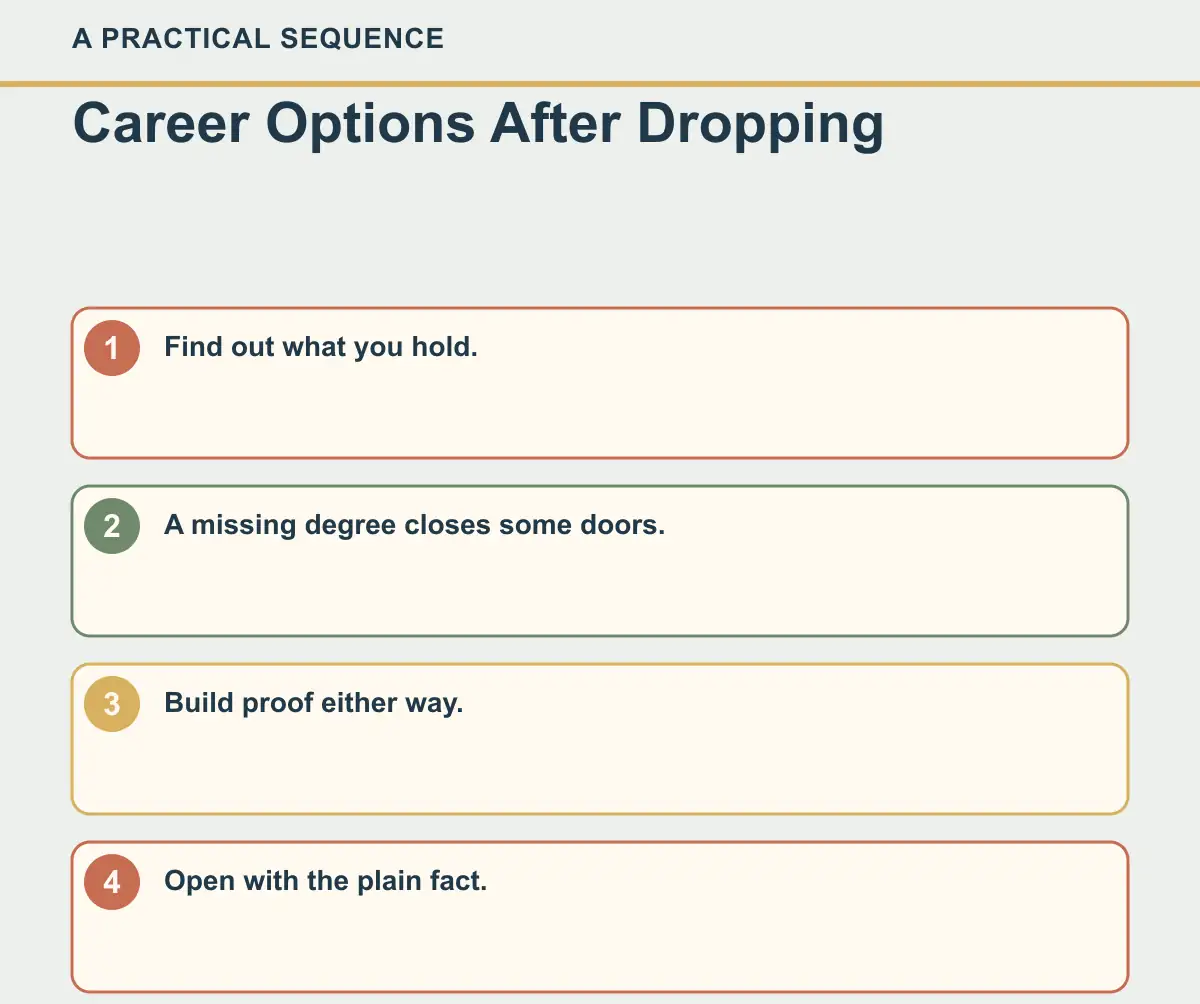 A PRACTICAL SEQUENCE
Career Options After Dropping
1 Find out what you hold.
2 A missing degree closes some doors.
3 Build proof either way.
4 Open with the plain fact.